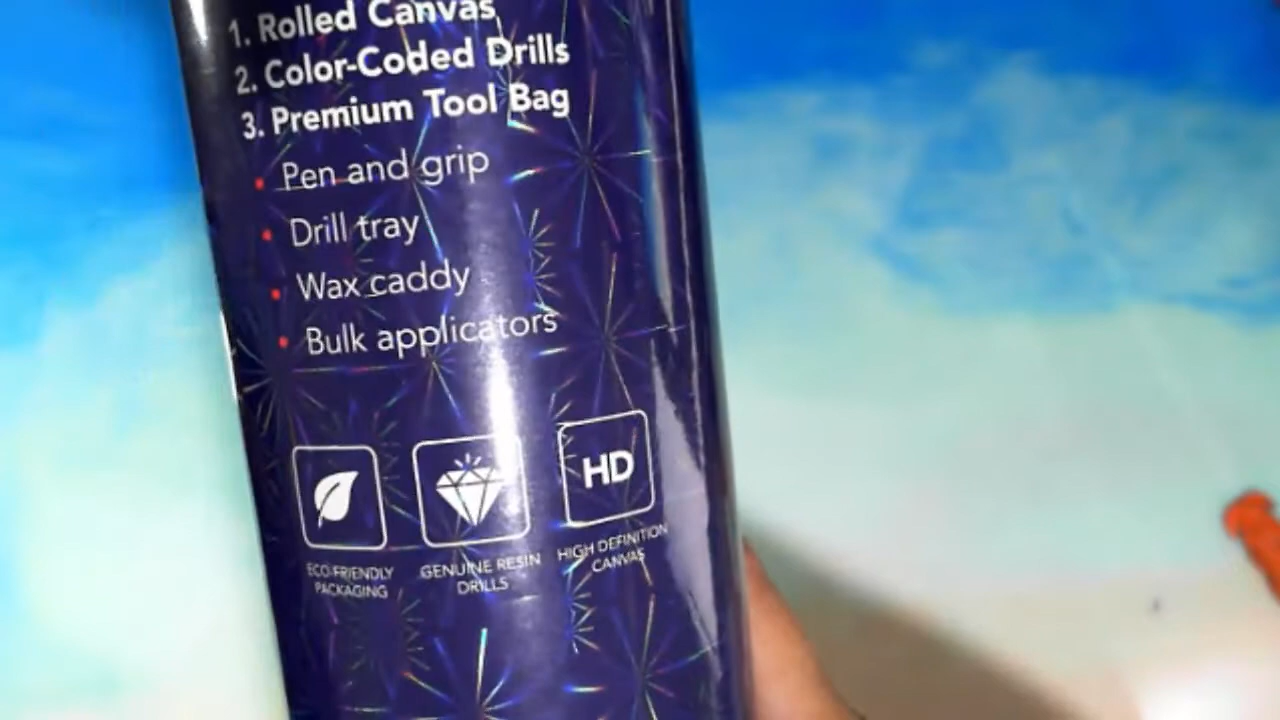 1. Rolled Canvas
2. Color-Coded Drills
3. Premium Tool Bag
• Pen and grip
• Drill tray
• Wax caddy
• Bulk applicators
HD
ECO-FRIENDLY
PACKAGING
GENUINE RESIN
DRILLS
HIGH DEFINITION
CANVAS